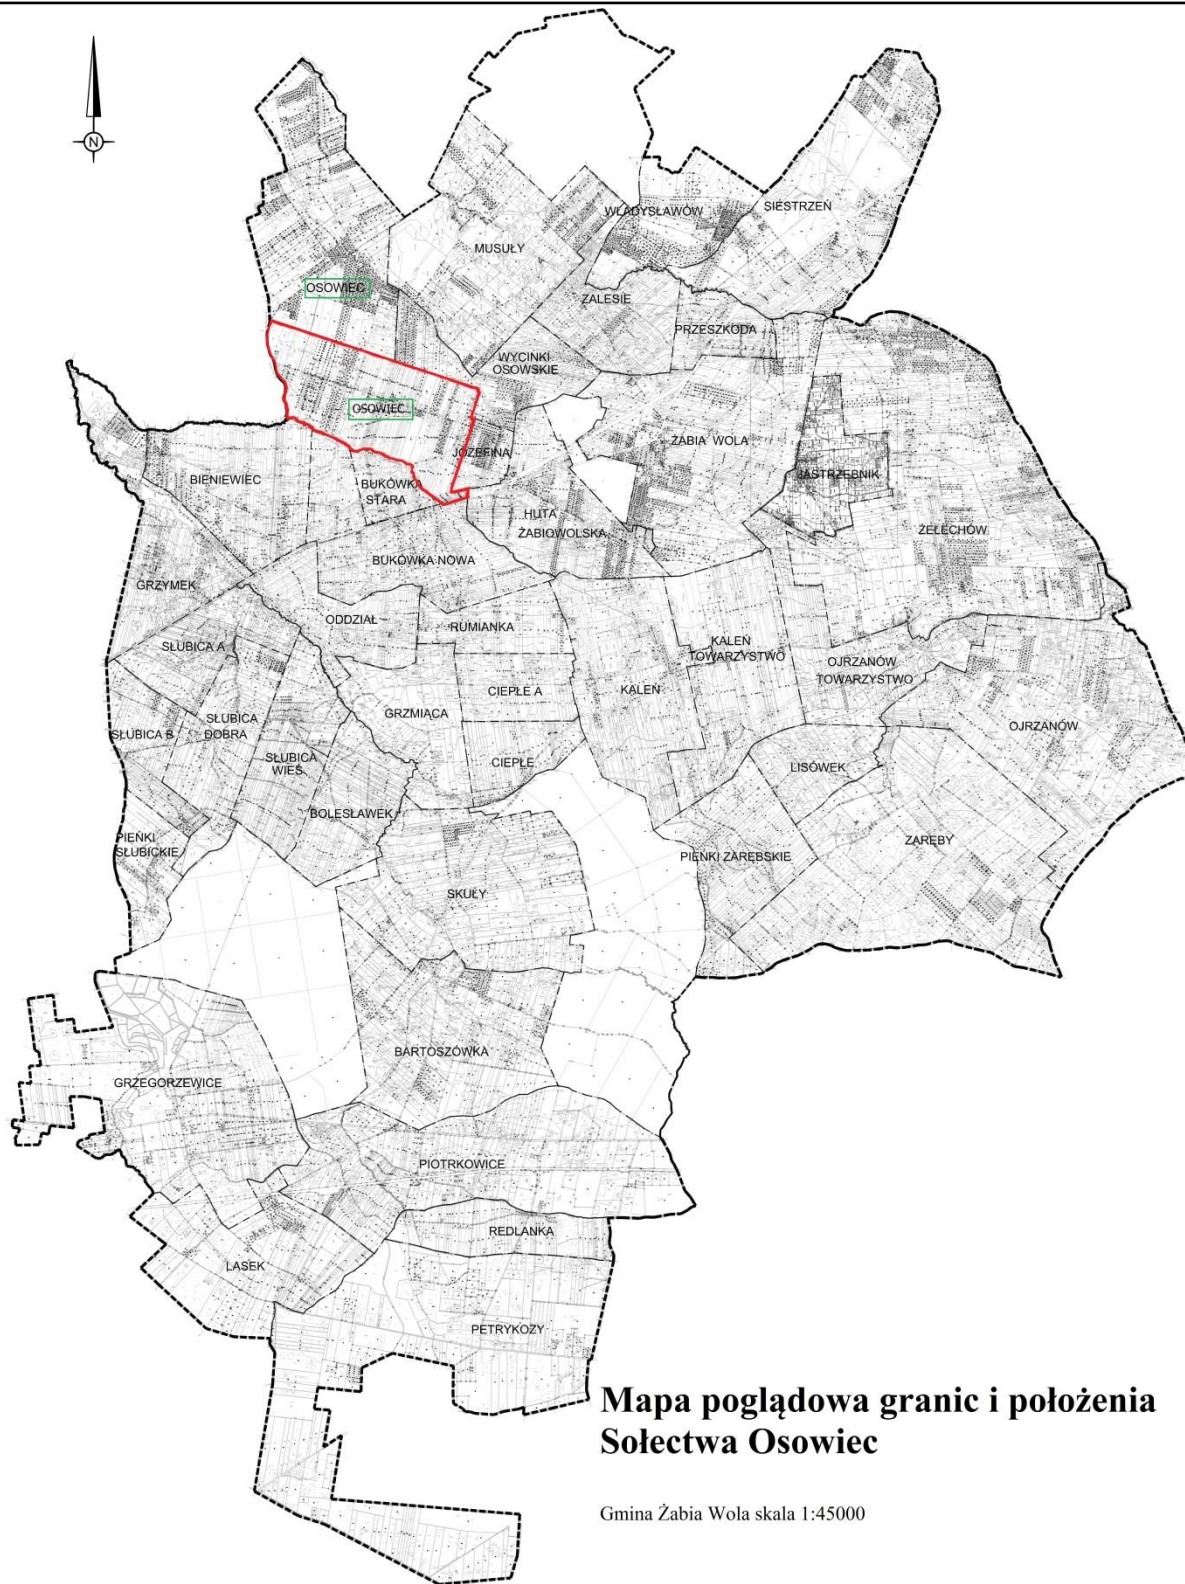 N
WŁADYSŁAWÓW
SIESTRZEŃ
MUSUŁY
OSOWIEC
ZALESIE
PRZESZKODA
WYCINKI
OSOWSKIE
OSOWIEC
ŻABIA WOLA
JÓZEFINA
JASTRZĘBNIK
BIENIEWIEC
BUKÓWKA
STARA
HUTA
ŻABIOWOLSKA
ŻELECHÓW
BUKÓWKA NOWA
GRZYMEK
ODDZIAŁ
RUMIANKA
SŁUBICA A
KALEŃ
TOWARZYSTWO
OJRZANÓW
TOWARZYSTWO
CIEPŁE A
KALEŃ
GRZMIĄCA
SŁUBICA
DOBRA
SŁUBICA B
OJRZANÓW
SŁUBICA
WIEŚ
CIEPŁE
LISÓWEK
BOLESŁAWEK
PIEŃKI
SŁUBICKIE
ZARĘBY
PIEŃKI ZARĘBSKIE
SKUŁY
BARTOSZÓWKA
GRZEGORZEWICE
PIOTRKOWICE
REDLANKA
LASEK
PETRYKOZY
Mapa poglądowa granic i położenia
Sołectwa Osowiec
Gmina Żabia Wola skala 1:45000